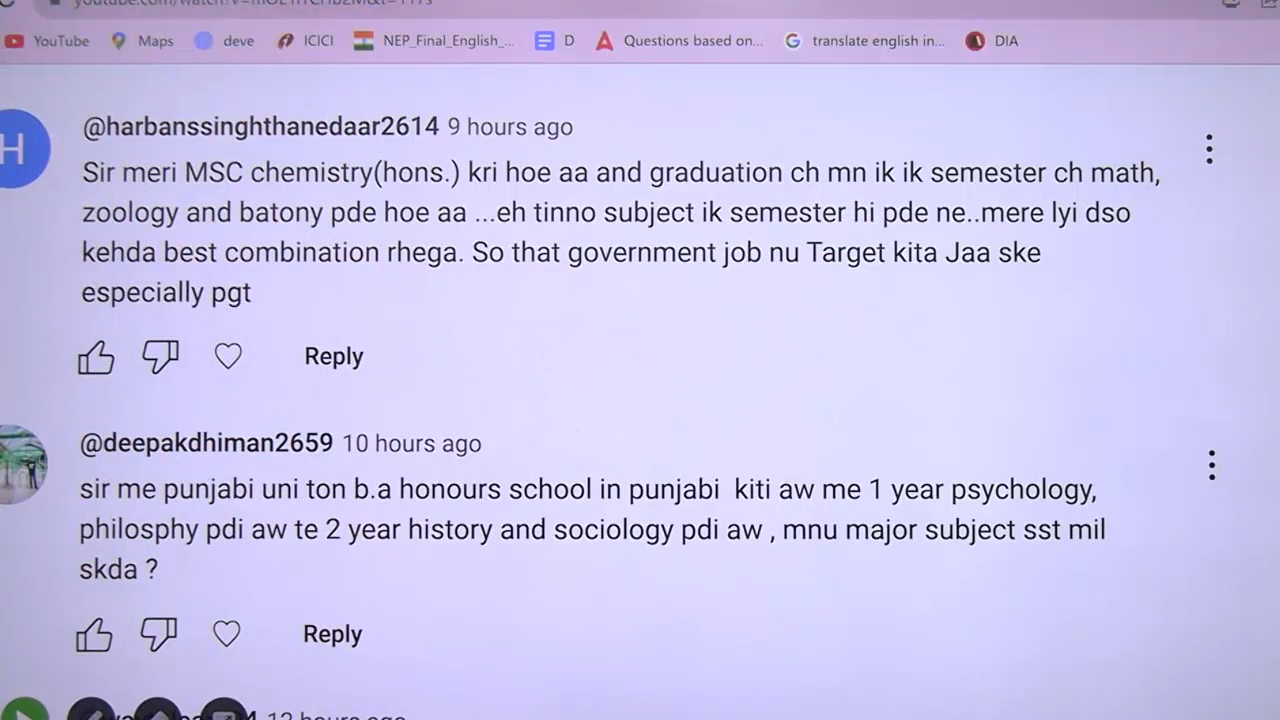 YouTube Maps deve ICICI NEP_Final_English_... D Questions based on... translate english in... DIA
H
@harbanssinghthanedaar2614 9 hours ago
Sir meri MSC chemistry(hons.) kri hoe aa and graduation ch mn ik ik semester ch math,
zoology and batony pde hoe aa ...eh tinno subject ik semester hi pde ne..mere lyi dso
kehda best combination rhega. So that government job nu Target kita Jaa ske
especially pgt
Reply
@deepakdhiman2659 10 hours ago
sir me punjabi uni ton b.a honours school in punjabi kiti aw me 1 year psychology,
philosphy pdi aw te 2 year history and sociology pdi aw , mnu major subject sst mil
skda ?
Reply
12 hours ago